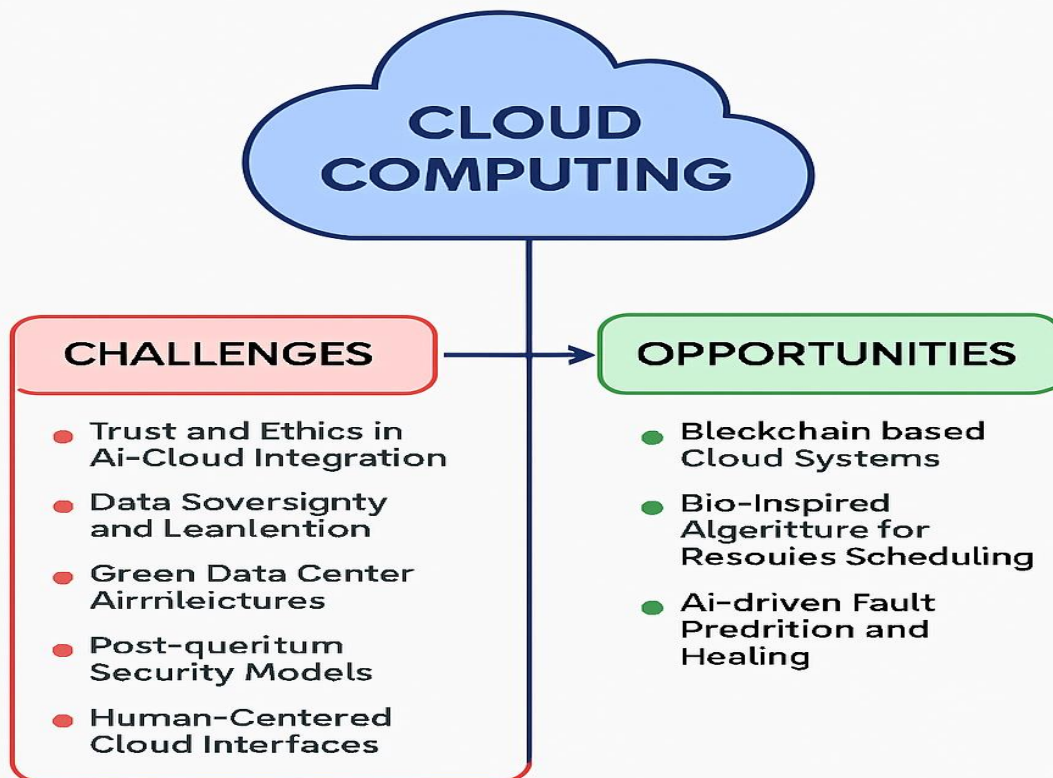 CLOUD
COMPUTING
CHALLENGES
Trust and Ethics in
Ai-Cloud Integration
Data Soversignty
and Leanlention
Green Data Center
Airrnileictures
Post-queritum
Security Models
Human-Centered
Cloud Interfaces
OPPORTUNITIES
Bleckchain based
Cloud Systems
Bio-Inspired
Algeritture for
Resouies Scheduling
Ai-driven Fault
Predrition and
Healing